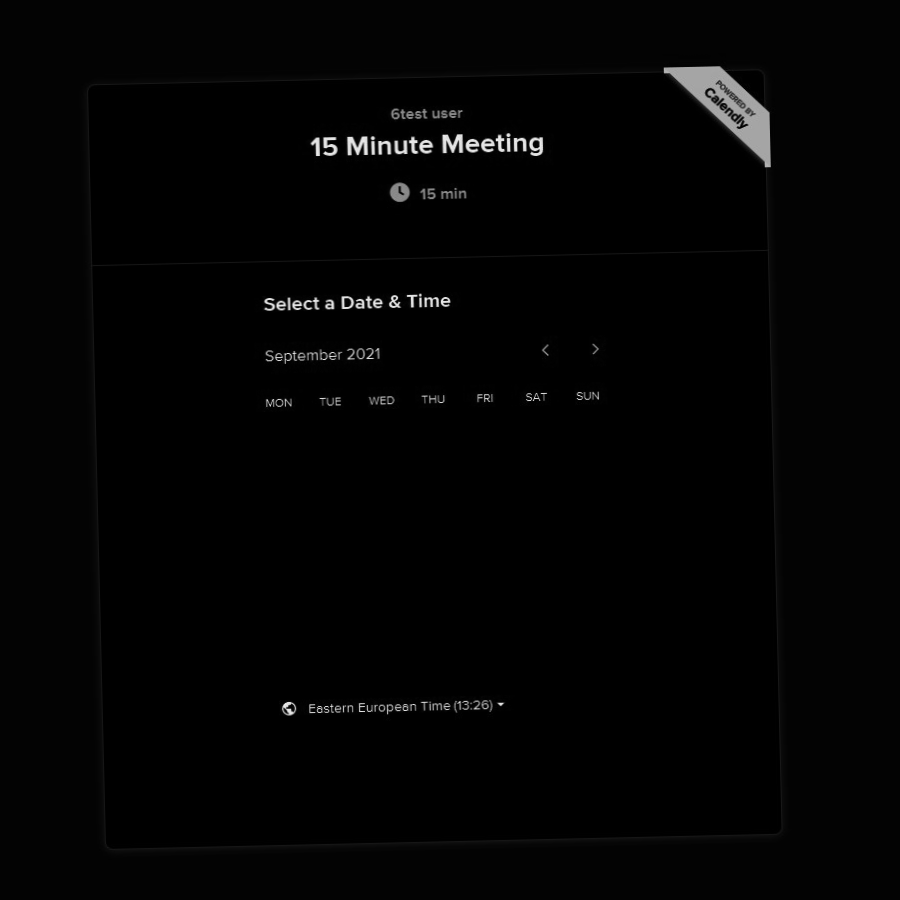 POWERED BY
Calendly
6test user
15 Minute Meeting
15 min
Select a Date & Time
September 2021
MON TUE WED THU FRI SAT SUN
Eastern European Time (13:26)